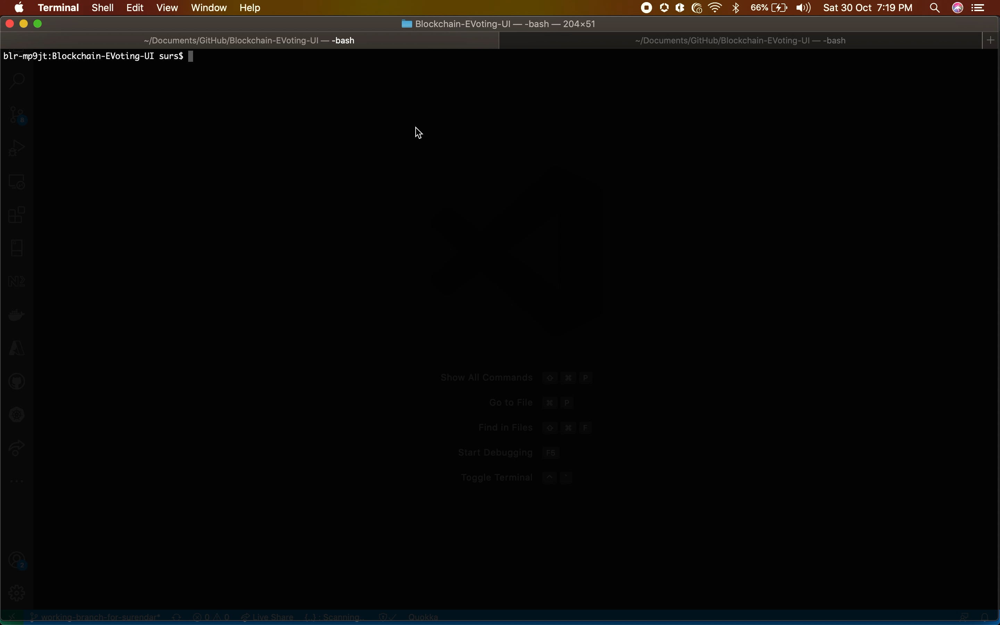 Terminal Shell Edit View Window Help 66% Sat 30 Oct 7:19 PM
Blockchain-EVoting-UI — -bash — 204×51
~/Documents/GitHub/Blockchain-EVoting-UI — -bash
~/Documents/GitHub/Blockchain-EVoting-UI — -bash
blr-mp9jt:Blockchain-EVoting-UI surs$
8
Show All Commands ⇧ ⌘ P
Go to File ⌘ P
Find in Files ⇧ ⌘ F
Start Debugging F5
Toggle Terminal ^ `
2
working-branch-for-surendar* 0 0 Live Share {..} : Scanning.. Quokka